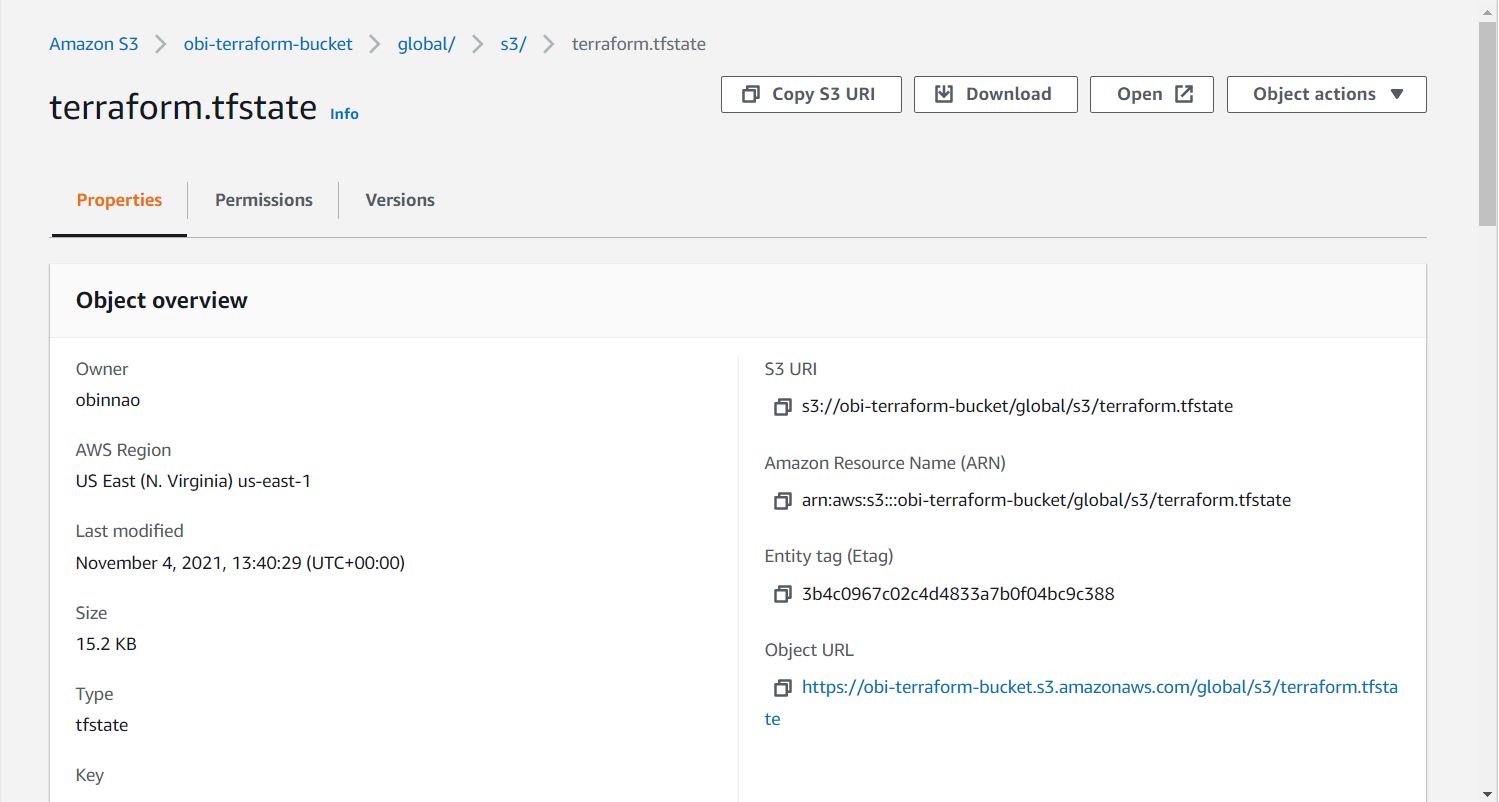 Amazon S3 obi-terraform-bucket global/ s3/ terraform.tfstate
terraform.tfstate Info
Copy S3 URI Download Open Object actions
Properties Permissions Versions
Object overview
Owner
obinnao
AWS Region
US East (N. Virginia) us-east-1
Last modified
November 4, 2021, 13:40:29 (UTC+00:00)
Size
15.2 KB
Type
tfstate
Key
S3 URI
s3://obi-terraform-bucket/global/s3/terraform.tfstate
Amazon Resource Name (ARN)
arn:aws:s3:::obi-terraform-bucket/global/s3/terraform.tfstate
Entity tag (Etag)
3b4c0967c02c4d4833a7b0f04bc9c388
Object URL
https://obi-terraform-bucket.s3.amazonaws.com/global/s3/terraform.tfsta
te